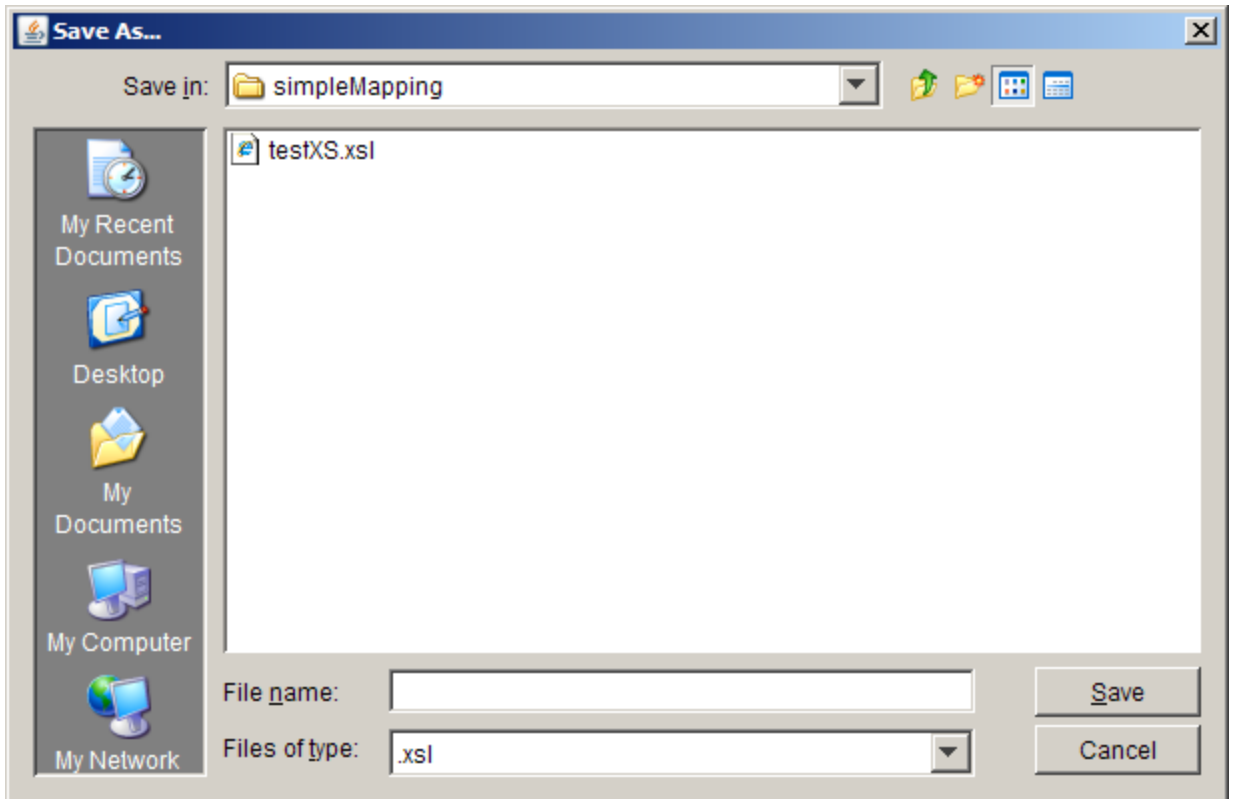 Save As...
Save in: simpleMapping
testXS.xsl
My Recent
Documents
Desktop
My
Documents
My Computer
My Network
File name:
Save
Files of type: .xsl
Cancel